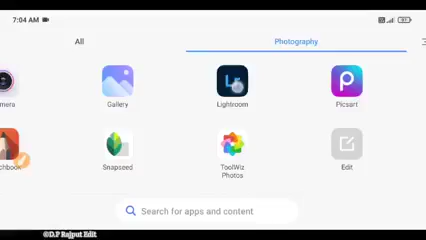 7:04 AM
All Photography
mera Gallery Lightroom Picsart
chbook Snapseed ToolWiz Photos Edit
Search for apps and content
©D.P Rajput Edit